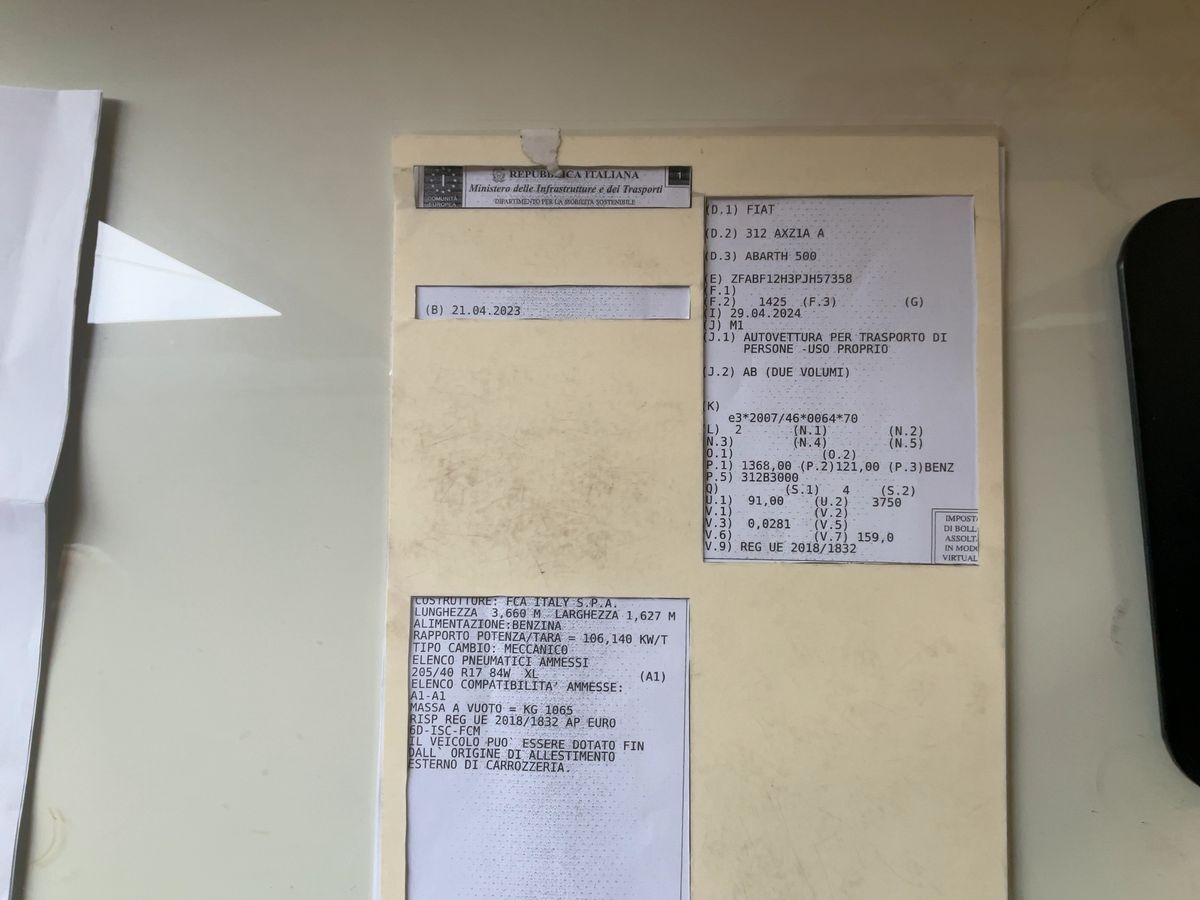 COMUNITÀ
EUROPEA
I
REPUBBLICA ITALIANA
1
Ministero delle Infrastrutture e dei Trasporti
DIPARTIMENTO PER LA MOBILITÀ SOSTENIBILE
(B) 21.04.2023
(D.1) FIAT
(D.2) 312 AXZ1A A
(D.3) ABARTH 500
(E) ZFABF12H3PJH57358
(F.1)
(F.2) 1425 (F.3) (G)
(I) 29.04.2024
(J) M1
(J.1) AUTOVETTURA PER TRASPORTO DI
PERSONE -USO PROPRIO
(J.2) AB (DUE VOLUMI)
(K)
e3*2007/46*0064*70
L) 2 (N.1) (N.2)
N.3) (N.4) (N.5)
O.1) (O.2)
P.1) 1368,00 (P.2)121,00 (P.3)BENZ
P.5) 312B3000
Q) (S.1) 4 (S.2)
U.1) 91,00 (U.2) 3750
V.1) (V.2)
V.3) 0,0281 (V.5)
V.6) (V.7) 159,0
V.9) REG UE 2018/1832
IMPOSTA
DI BOLL
ASSOLTA
IN MODO
VIRTUAL
COSTRUTTORE: FCA ITALY S.P.A.
LUNGHEZZA 3,660 M LARGHEZZA 1,627 M
ALIMENTAZIONE:BENZINA
RAPPORTO POTENZA/TARA = 106,140 KW/T
TIPO CAMBIO: MECCANICO
ELENCO PNEUMATICI AMMESSI
205/40 R17 84W XL (A1)
ELENCO COMPATIBILITA' AMMESSE:
A1-A1
MASSA A VUOTO = KG 1065
RISP REG UE 2018/1832 AP EURO
6D-ISC-FCM
IL VEICOLO PUO` ESSERE DOTATO FIN
DALL` ORIGINE DI ALLESTIMENTO
ESTERNO DI CARROZZERIA.